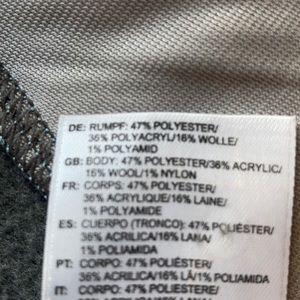 DE: RUMPF: 47% POLYESTER/
36% POLYACRYL/16% WOLLE/
1% POLYAMID
GB: BODY: 47% POLYESTER/36% ACRYLIC/
16% WOOL/1% NYLON
FR: CORPS: 47% POLYESTER/
36% ACRYLIQUE/16% LAINE/
1% POLYAMIDE
ES: CUERPO (TRONCO): 47% POLIÉSTER/
36% ACRILICA/16% LANA/
1% POLIAMIDA
PT: CORPO: 47% POLIÉSTER/
36% ACRÍLICA/16% LÃ/1% POLIAMIDA
IT: CORPO: 47% POLIESTERE/